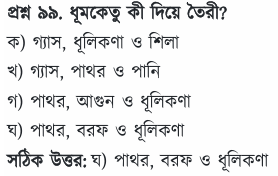 প্রশ্ন ৯৯. ধূমকেতু কী দিয়ে তৈরী?
ক) গ্যাস, ধূলিকণা ও শিলা
খ) গ্যাস, পাথর ও পানি
গ) পাথর, আগুন ও ধূলিকণা
ঘ) পাথর, বরফ ও ধূলিকণা
সঠিক উত্তর: ঘ) পাথর, বরফ ও ধূলিকণা